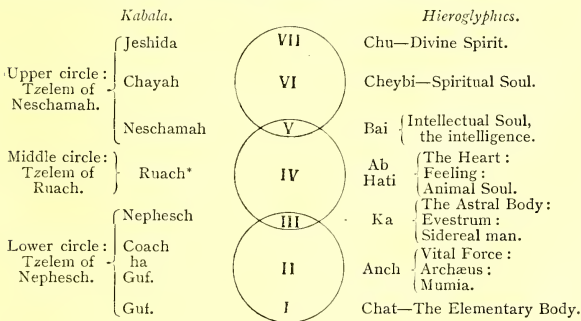 Kabala. Hieroglyphics.
Jeshida VII Chu—Divine Spirit.
Upper circle:
Tzelem of Chayah VI Cheybi—Spiritual Soul.
Neschamah.
Neschamah V Bai Intellectual Soul,
the intelligence.
Middle circle: Ab The Heart:
Tzelem of Ruach* IV Feeling:
Ruach. Hati Animal Soul.
Nephesch III Ka The Astral Body:
Evestrum:
Sidereal man.
Lower circle: Coach
Tzelem of ha II Anch Vital Force:
Nephesch. Guf. Archæus:
Mumia.
Guf. I Chat—The Elementary Body.